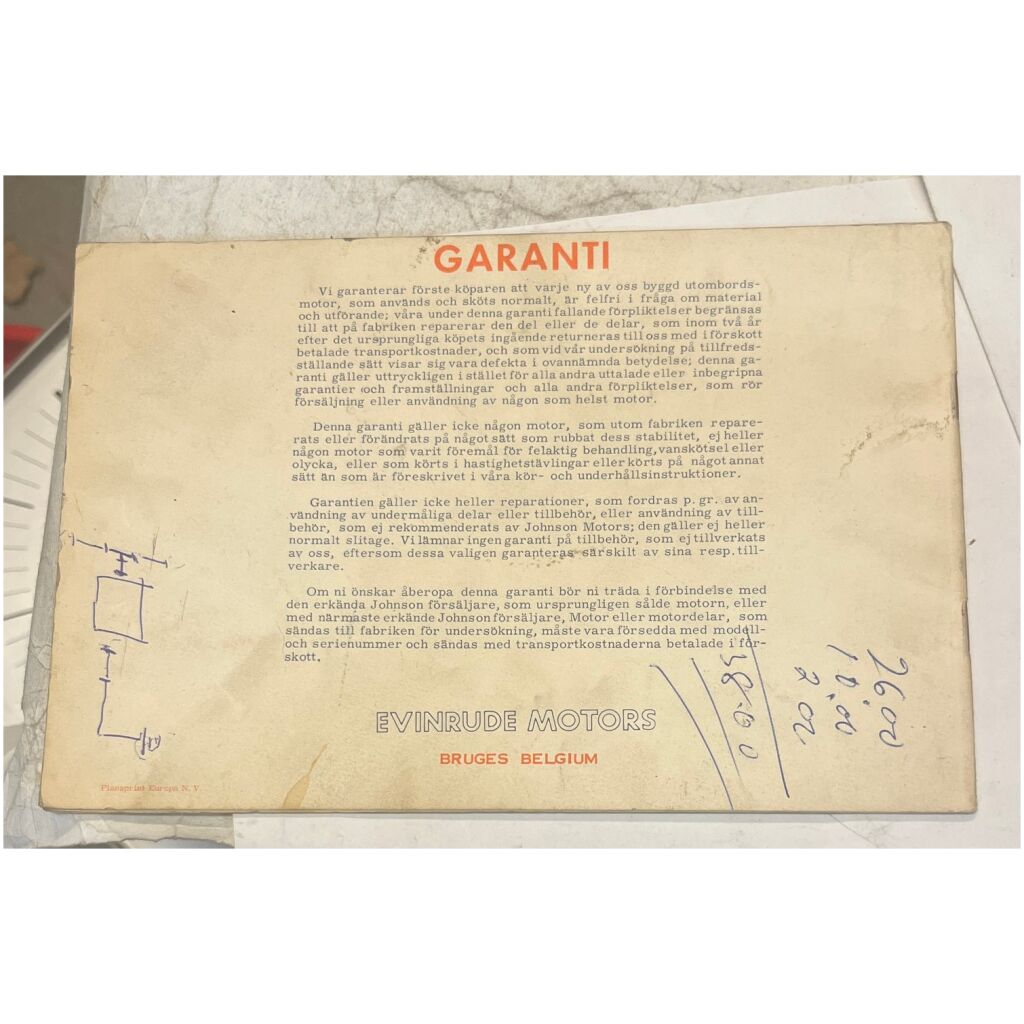 GARANTI
Vi garanterar förste köparen att varje ny av oss byggd utombords-
motor, som används och sköts normalt, är felfri i fråga om material
och utförande; våra under denna garanti fallande förpliktelser begränsas
till att på fabriken reparerar den del eller de delar, som inom två år
efter det ursprungliga köpets ingående returneras till oss med i förskott
betalade transportkostnader, och som vid vår undersökning på tillfreds-
ställande sätt visar sig vara defekta i ovannämnda betydelse; denna ga-
ranti gäller uttryckligen i stället för alla andra uttalade eller inbegripna
garantier och framställningar och alla andra förpliktelser, som rör
försäljning eller användning av någon som helst motor.
Denna garanti gäller icke någon motor, som utom fabriken repare-
rats eller förändrats på något sätt som rubbat dess stabilitet, ej heller
någon motor som varit föremål för felaktig behandling, vanskötsel eller
olycka, eller som körts i hastighetstävlingar eller körts på något annat
sätt än som är föreskrivet i våra kör- och underhållsinstruktioner.
Garantien gäller icke heller reparationer, som fordras p. gr. av an-
vändning av undermåliga delar eller tillbehör, eller användning av till-
behör, som ej rekommenderats av Johnson Motors; den gäller ej heller
normalt slitage. Vi lämnar ingen garanti på tillbehör, som ej tillverkats
av oss, eftersom dessa valigen garanteras särskilt av sina resp. till-
verkare.
Om ni önskar åberopa denna garanti bör ni träda i förbindelse med
den erkända Johnson försäljare, som ursprungligen sålde motorn, eller
med närmaste erkände Johnson försäljare, Motor eller motordelar, som
sändas till fabriken för undersökning, måste vara försedda med modell-
och serienummer och sändas med transportkostnaderna betalade i för-
skott.
EVINRUDE MOTORS
BRUGES BELGIUM
Planaprint Europa N. V.
26.00
10.00
2.00
38.00